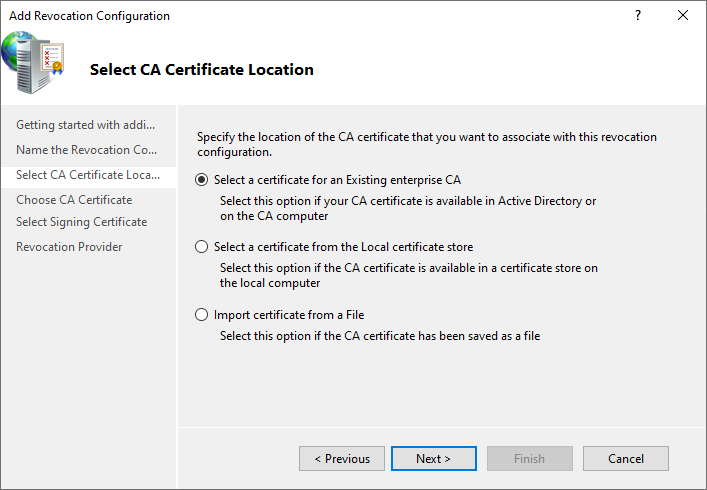 Add Revocation Configuration
?
Select CA Certificate Location
Getting started with addi...
Name the Revocation Co...
Select CA Certificate Loca...
Choose CA Certificate
Select Signing Certificate
Revocation Provider
Specify the location of the CA certificate that you want to associate with this revocation
configuration.
Select a certificate for an Existing enterprise CA
Select this option if your CA certificate is available in Active Directory or
on the CA computer
Select a certificate from the Local certificate store
Select this option if the CA certificate is available in a certificate store on
the local computer
Import certificate from a File
Select this option if the CA certificate has been saved as a file
< Previous
Next >
Finish
Cancel